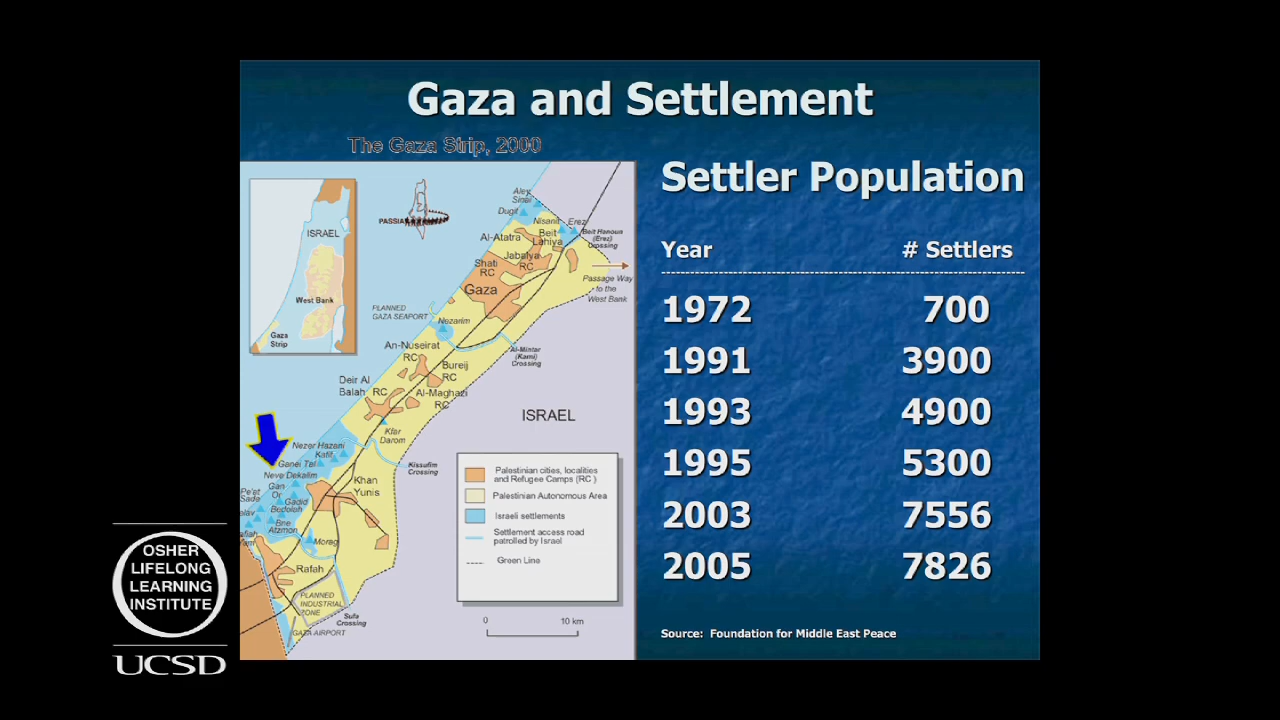 Gaza and Settlement
The Gaza Strip, 2000
Settler Population
Year # Settlers
1972 700
1991 3900
1993 4900
1995 5300
2003 7556
2005 7826
Source: Foundation for Middle East Peace
ISRAEL
West Bank
Gaza
Strip
PASSIA
Aley
Sinai
Dugit
Nisanit
Erez
Beit Hanoun
(Erez)
Crossing
Al-Atatra
Beit
Lahiya
Jabalya
RC
Shati
RC
Gaza
Passage Way
to the
West Bank
PLANNED
GAZA SEAPORT
Nezarim
Al-Mintar
(Karni)
Crossing
An-Nuseirat
RC
Bureij
RC
Deir Al
Balah RC
Al-Maghazi
RC
ISRAEL
Kfar
Darom
Nezer Hazani
Katif
Ganei Tal
Kissufim
Crossing
Neve Dekalim
Gan
Or
Pe'at
Sade
Gadid
Bedolah
Bne
Atzmon
Khan
Yunis
Morag
Rafah
PLANNED
INDUSTRIAL
ZONE
Sufa
Crossing
GAZA AIRPORT
Palestinian cities, localities
and Refugee Camps (RC )
Palestinian Autonomous Area
Israeli settlements
Settlement access road
patrolled by Israel
Green Line
0 10 km
OSHER
LIFELONG
LEARNING
INSTITUTE
UCSD